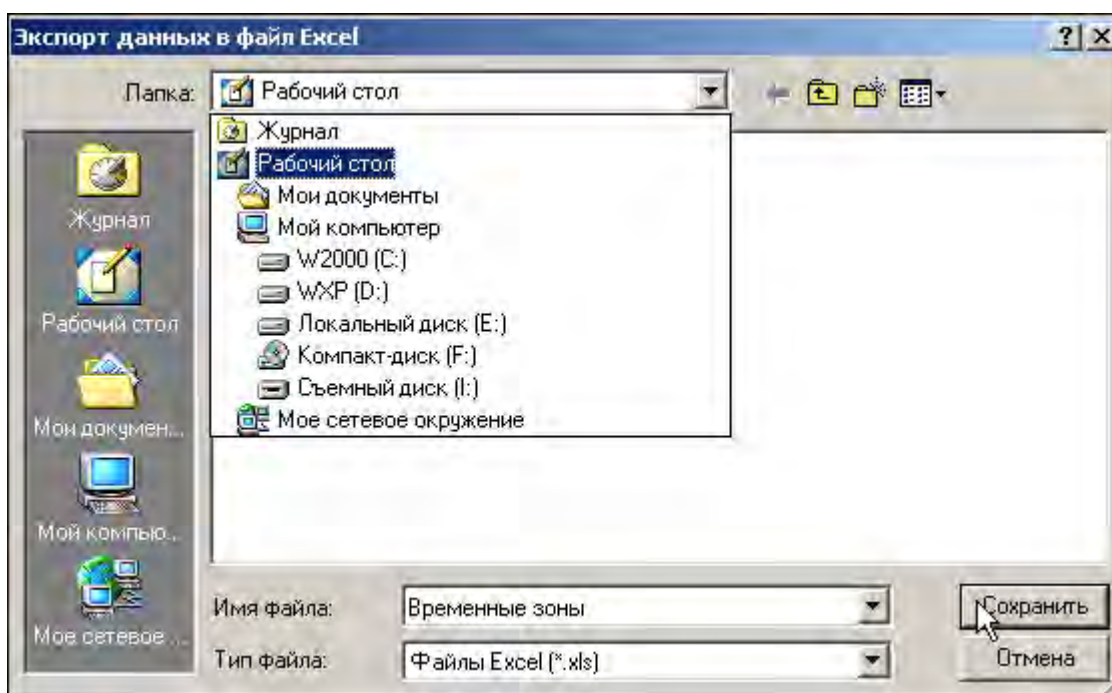 Экспорт данных в файл Excel
Папка: Рабочий стол
Журнал
Рабочий стол
Мои документы
Мой компьютер
W2000 (C:)
WXP (D:)
Локальный диск (E:)
Компакт-диск (F:)
Съемный диск (I:)
Мое сетевое окружение
Журнал
Рабочий стол
Мои докумен...
Мой компью...
Мое сетевое ...
Имя файла: Временные зоны
Сохранить
Тип файла: Файлы Excel (*.xls)
Отмена